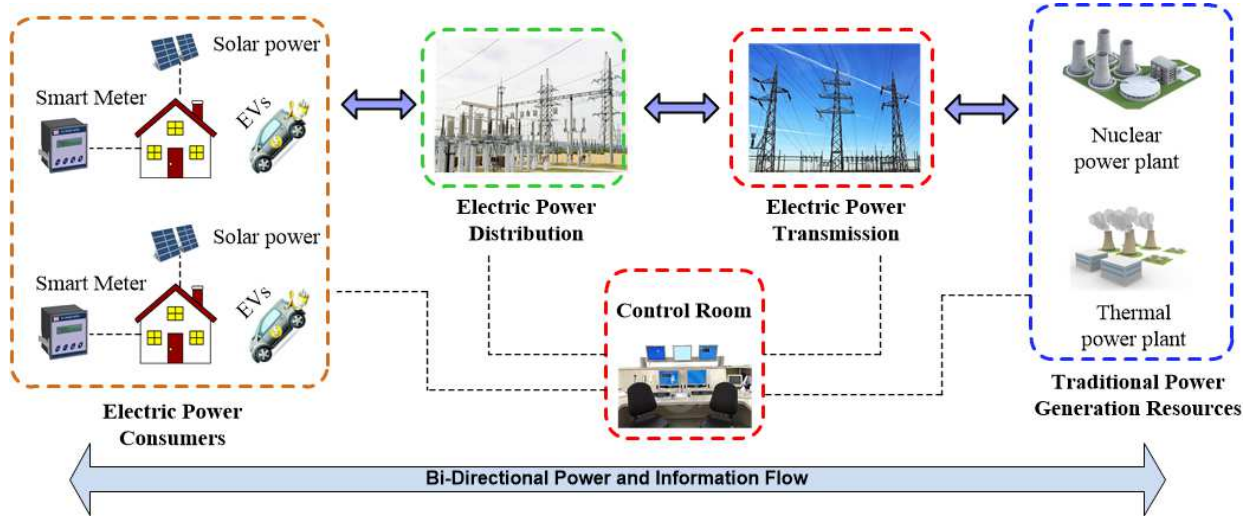 Solar power
Smart Meter
EVs
Solar power
Smart Meter
EVs
Electric Power
Consumers
Electric Power
Distribution
Electric Power
Transmission
Control Room
Nuclear
power plant
Thermal
power plant
Traditional Power
Generation Resources
Bi-Directional Power and Information Flow